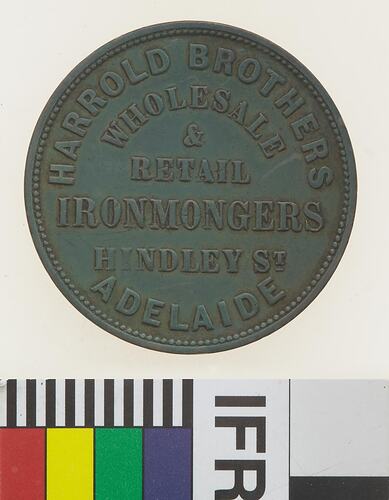 HARROLD BROTHERS
WHOLESALE
&
RETAIL
IRONMONGERS
HINDLEY ST
ADELAIDE
IFR